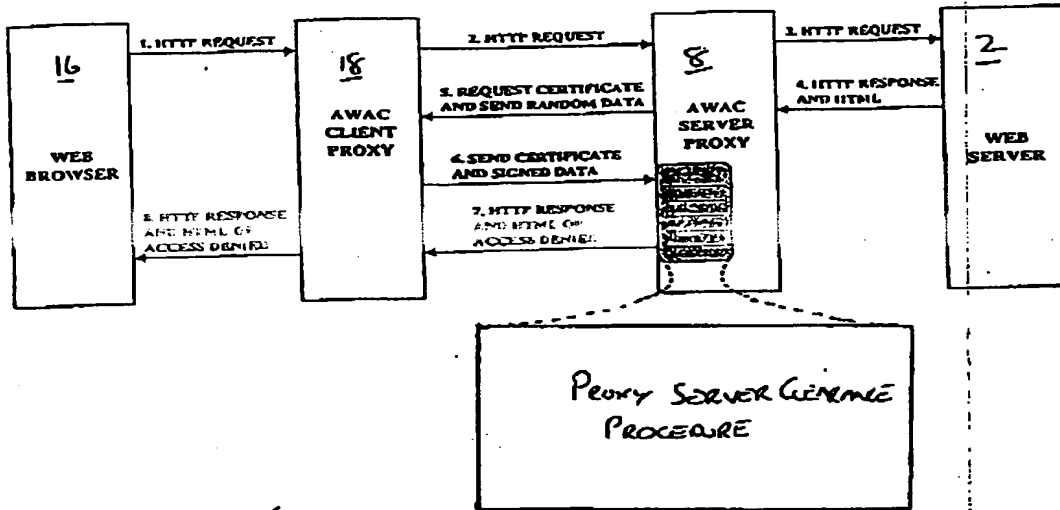 1. HTTP REQUEST
2. HTTP REQUEST
3. HTTP REQUEST
16
18
8
2
4. HTTP RESPONSE
AND HTML
5. REQUEST CERTIFICATE
AND SEND RANDOM DATA
WEB
BROWSER
AWAC
CLIENT
PROXY
AWAC
SERVER
PROXY
WEB
SERVER
6. SEND CERTIFICATE
AND SIGNED DATA
7. HTTP RESPONSE
AND HTML OR
ACCESS DENIED
8. HTTP RESPONSE
AND HTML OR
ACCESS DENIED
PROXY SERVER CLEARANCE
PROCEDURE